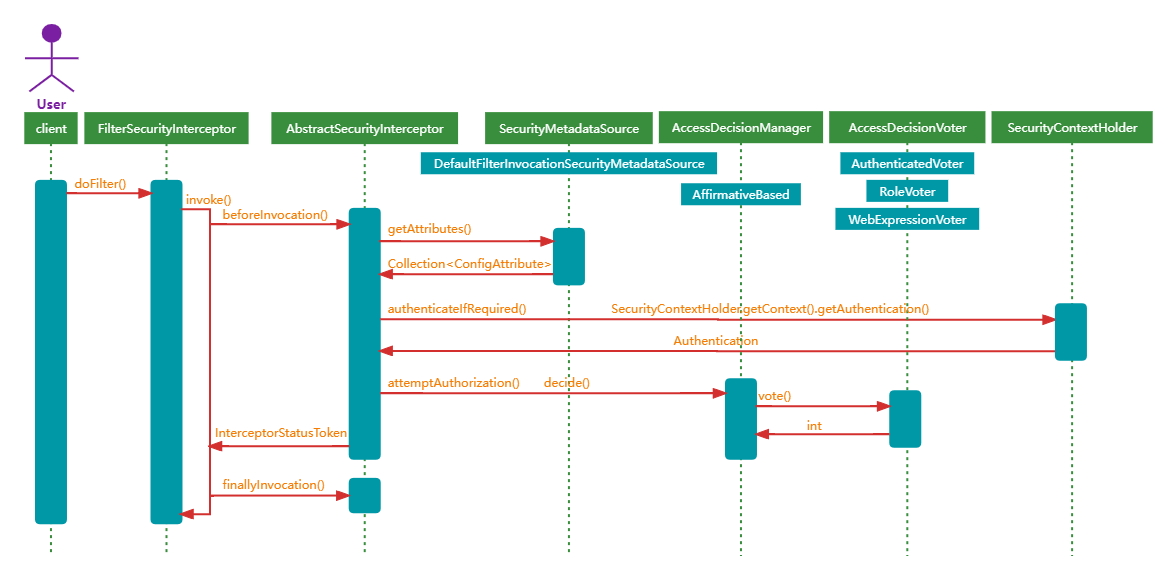 User
client
FilterSecurityInterceptor
AbstractSecurityInterceptor
SecurityMetadataSource
AccessDecisionManager
AccessDecisionVoter
SecurityContextHolder
DefaultFilterInvocationSecurityMetadataSource
AuthenticatedVoter
AffirmativeBased
RoleVoter
WebExpressionVoter
doFilter()
invoke()
beforeInvocation()
getAttributes()
Collection<ConfigAttribute>
authenticateIfRequired()
SecurityContextHolder.getContext().getAuthentication()
Authentication
attemptAuthorization()
decide()
vote()
int
InterceptorStatusToken
finallyInvocation()